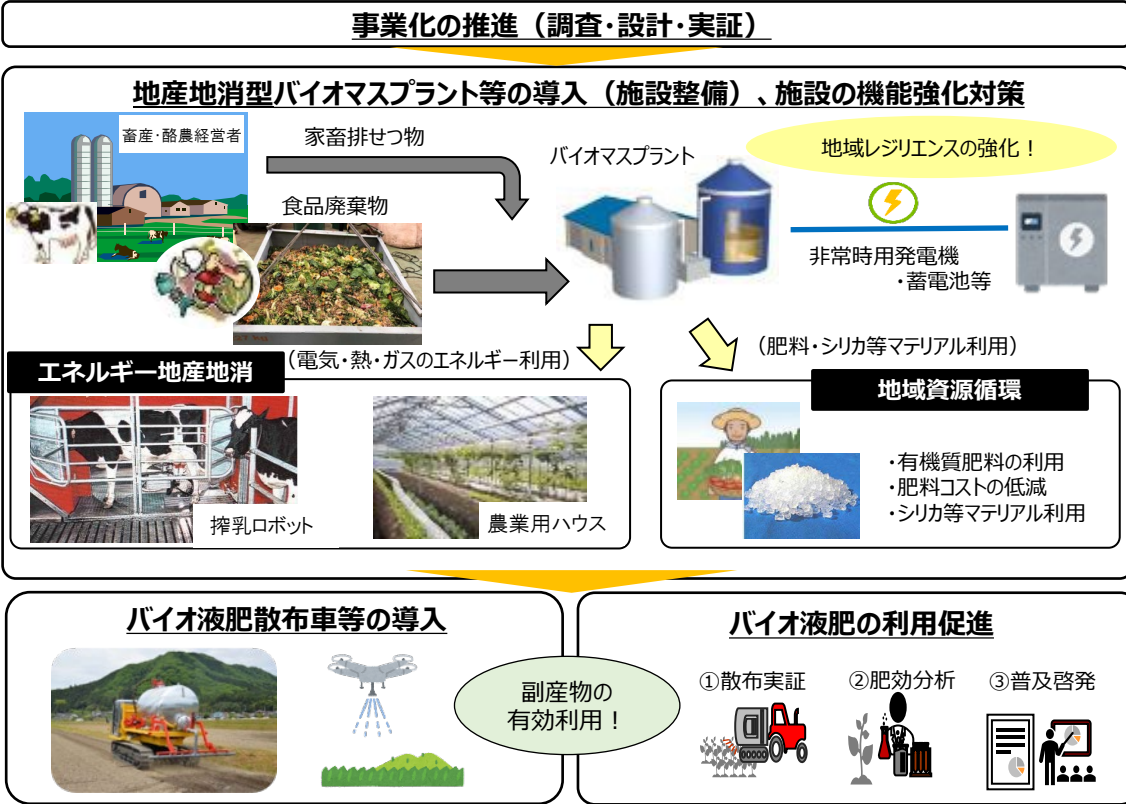 事業化の推進（調査・設計・実証）
地産地消型バイオマスプラント等の導入（施設整備）、施設の機能強化対策
畜産・酪農経営者
家畜排せつ物
食品廃棄物
バイオマスプラント
地域レジリエンスの強化！
非常時用発電機
・蓄電池等
（電気・熱・ガスのエネルギー利用）
（肥料・シリカ等マテリアル利用）
エネルギー地産地消
搾乳ロボット
農業用ハウス
地域資源循環
・有機質肥料の利用
・肥料コストの低減
・シリカ等マテリアル利用
バイオ液肥散布車等の導入
副産物の
有効利用！
バイオ液肥の利用促進
①散布実証
②肥効分析
③普及啓発